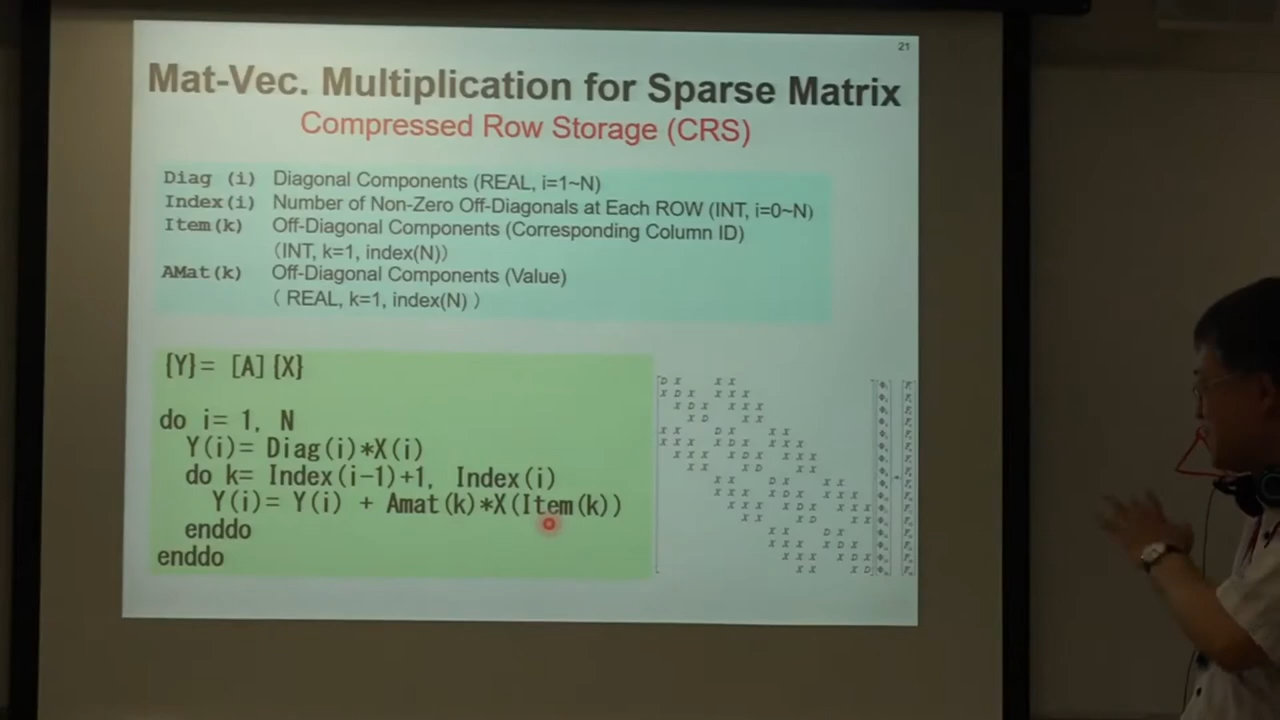 21
Mat-Vec. Multiplication for Sparse Matrix
Compressed Row Storage (CRS)
Diag (i) Diagonal Components (REAL, i=1~N)
Index(i) Number of Non-Zero Off-Diagonals at Each ROW (INT, i=0~N)
Item(k) Off-Diagonal Components (Corresponding Column ID)
(INT, k=1, index(N))
AMat(k) Off-Diagonal Components (Value)
( REAL, k=1, index(N) )
{Y}= [A]{X}
do i= 1, N
Y(i)= Diag(i)*X(i)
do k= Index(i-1)+1, Index(i)
Y(i)= Y(i) + Amat(k)*X(Item(k))
enddo
enddo
D X X X
X D X X X X
X D X X X X
X D X X
X D X X X
X X X X D X X X X
X X X X D X X X X
X X X D X X
X X D X X X
X X X X D X X X X
X X X X D X X X X
X X X D X X
X X D X
X X X X D X
X X X X D X
X X X D